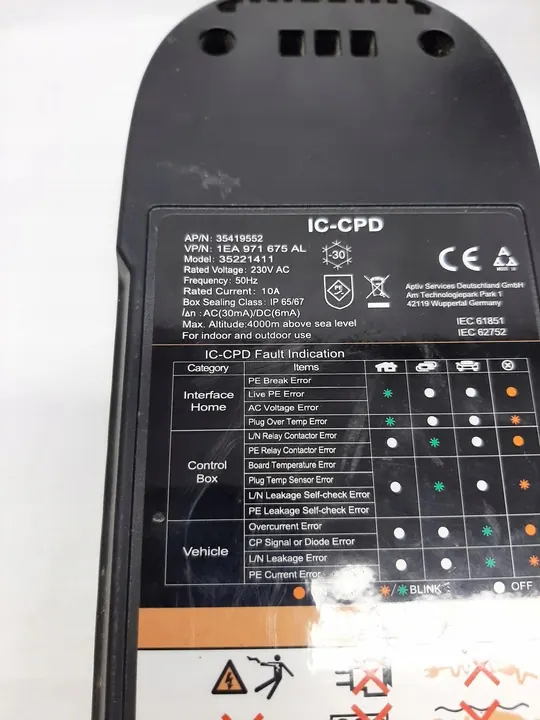 IC-CPD
AP/N: 35419552
VP/N: 1EA 971 675 AL
Model: 35221411
Rated Voltage: 230V AC
Frequency: 50Hz
Rated Current: 10A
Box Sealing Class: IP 65/67
I∆n : AC(30mA)/DC(6mA)
Max. Altitude:4000m above sea level
For indoor and outdoor use
-30
CE
Aptiv Services Deutschland GmbH
Am Technologiepark Park 1
42119 Wuppertal Germany
IEC 61851
IEC 62752
IC-CPD Fault Indication
Category Items
Interface Home
PE Break Error
Live PE Error
AC Voltage Error
Plug Over Temp Error
Control Box
L/N Relay Contactor Error
PE Relay Contactor Error
Board Temperature Error
Plug Temp Sensor Error
L/N Leakage Self-check Error
PE Leakage Self-check Error
Vehicle
Overcurrent Error
CP Signal or Diode Error
L/N Leakage Error
PE Current Error
BLINK OFF